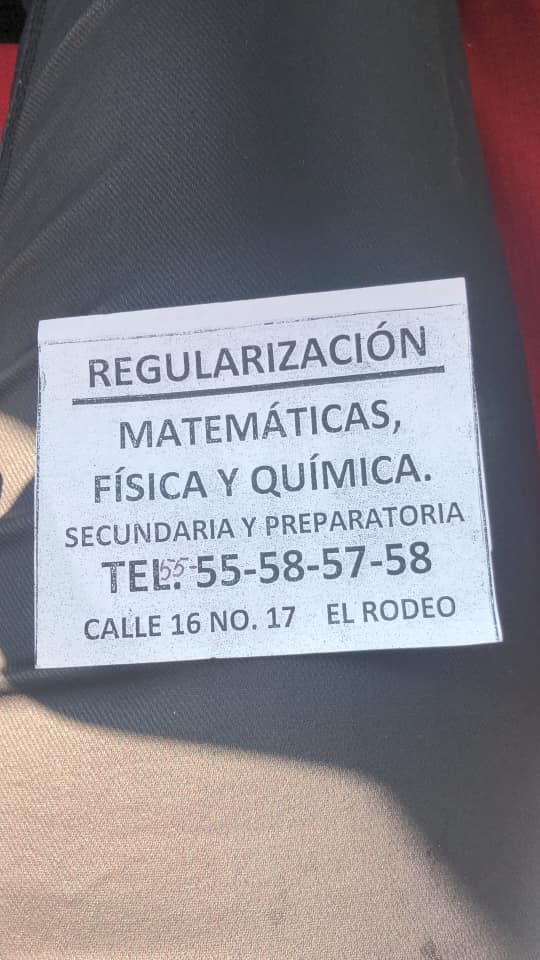 REGULARIZACIÓN
MATEMÁTICAS,
FÍSICA Y QUÍMICA.
SECUNDARIA Y PREPARATORIA
TEL. 55-55-58-57-58
CALLE 16 NO. 17 EL RODEO